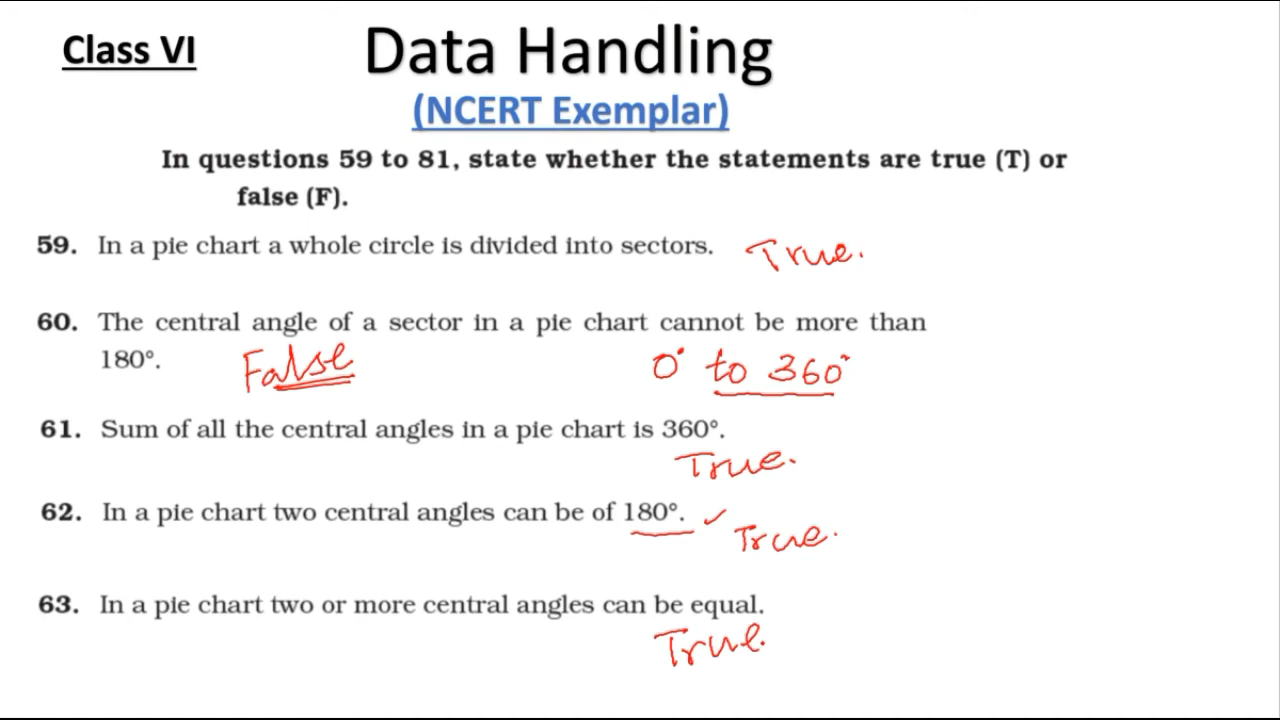 Class VI
Data Handling
(NCERT Exemplar)
In questions 59 to 81, state whether the statements are true (T) or
false (F).
59. In a pie chart a whole circle is divided into sectors. True.
60. The central angle of a sector in a pie chart cannot be more than
180°. False 0° to 360°
61. Sum of all the central angles in a pie chart is 360°.
True.
62. In a pie chart two central angles can be of 180°. ✓ True.
63. In a pie chart two or more central angles can be equal.
True.